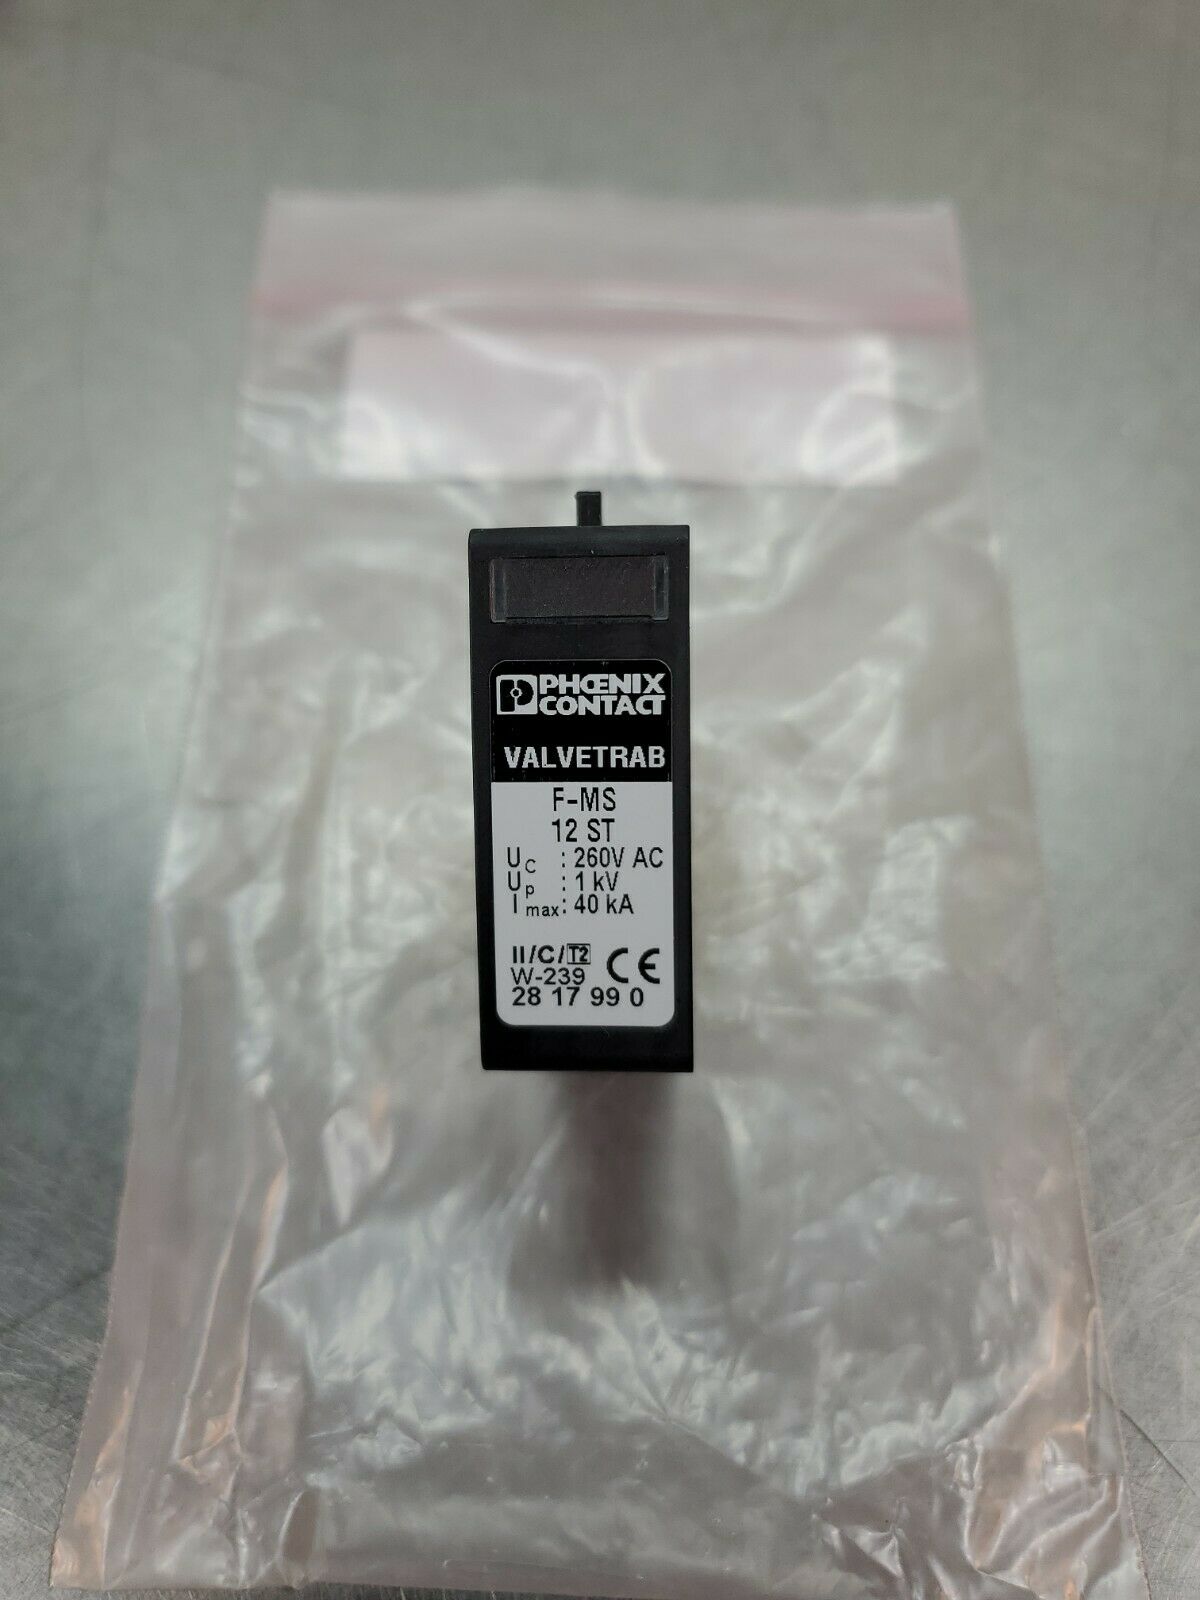 PHŒNIX
CONTACT
VALVETRAB
F-MS
12 ST
UC : 260V AC
Up : 1 kV
Imax: 40 kA
II/C/T2
W-239 CE
28 17 99 0